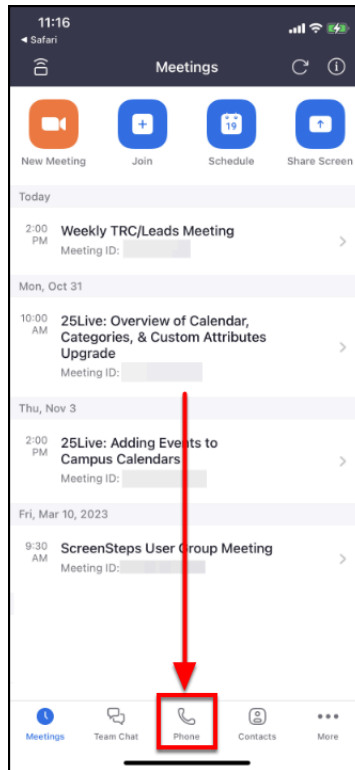 11:16
◄ Safari
Meetings
New Meeting
Join
19
Schedule
Share Screen
Today
2:00 PM
Weekly TRC/Leads Meeting
Meeting ID:
Mon, Oct 31
10:00 AM
25Live: Overview of Calendar,
Categories, & Custom Attributes
Upgrade
Meeting ID:
Thu, Nov 3
2:00 PM
25Live: Adding Events to
Campus Calendars
Meeting ID:
Fri, Mar 10, 2023
9:30 AM
ScreenSteps User Group Meeting
Meeting ID:
Meetings
Team Chat
Phone
Contacts
More